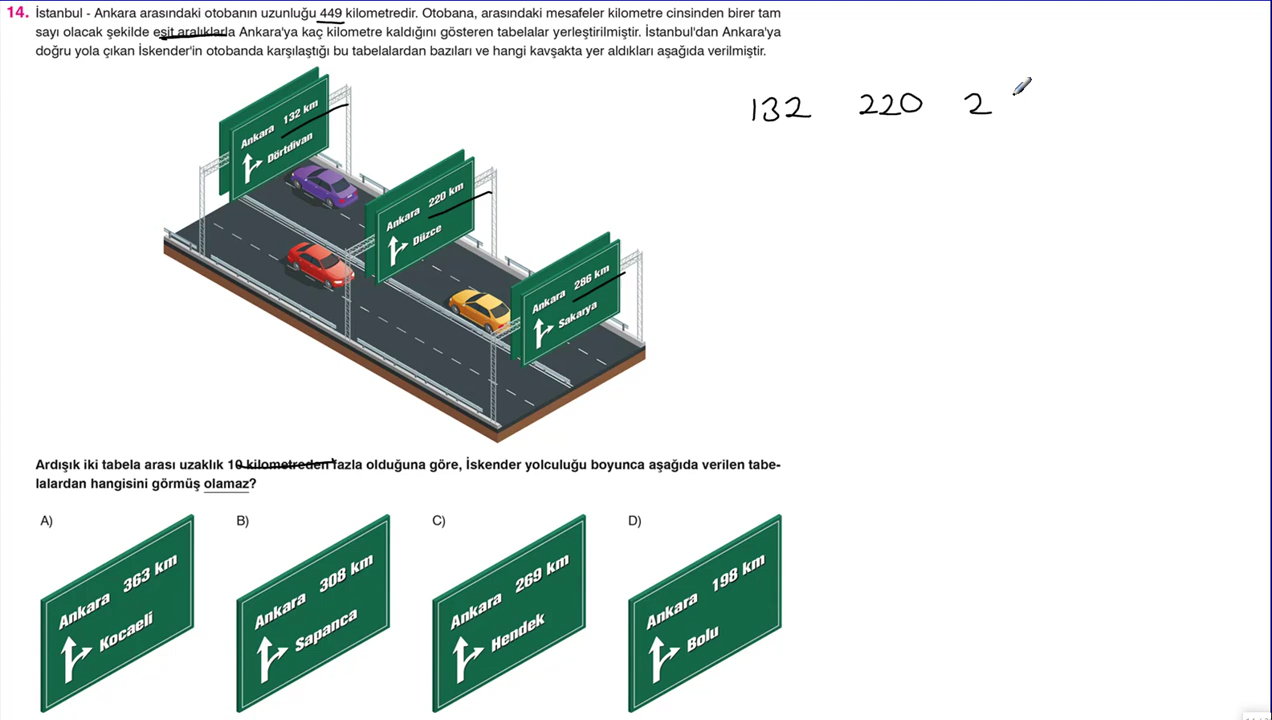 14. İstanbul - Ankara arasındaki otobanın uzunluğu 449 kilometredir. Otobana, arasındaki mesafeler kilometre cinsinden birer tam
sayı olacak şekilde eşit aralıklarla Ankara'ya kaç kilometre kaldığını gösteren tabelalar yerleştirilmiştir. İstanbul'dan Ankara'ya
doğru yola çıkan İskender'in otobanda karşılaştığı bu tabelalardan bazıları ve hangi kavşakta yer aldıkları aşağıda verilmiştir.
132 220 2
Ankara 132 km
Dörtdivan
Ankara 220 km
Düzce
Ankara 286 km
Sakarya
Ardışık iki tabela arası uzaklık 10 kilometreden fazla olduğuna göre, İskender yolculuğu boyunca aşağıda verilen tabe-
lalardan hangisini görmüş olamaz?
A) B) C) D)
Ankara 363 km
Kocaeli
Ankara 308 km
Sapanca
Ankara 269 km
Hendek
Ankara 198 km
Bolu